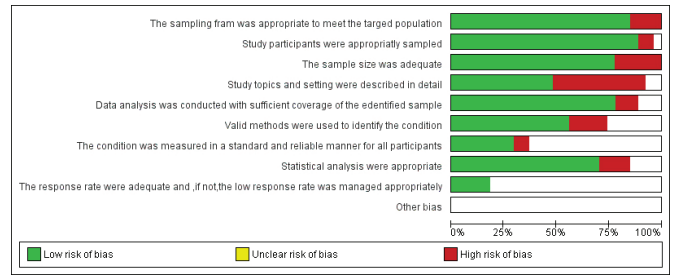 The sampling fram was appropriate to meet the targed population
Study participants were appropriatly sampled
The sample size was adequate
Study topics and setting were described in detail
Data analysis was conducted with sufficient coverage of the edentified sample
Valid methods were used to identify the condition
The condition was measured in a standard and reliable manner for all participants
Statistical analysis were appropriate
The response rate were adequate and ,if not,the low response rate was managed appropriately
Other bias
0% 25% 50% 75% 100%
Low risk of bias Unclear risk of bias High risk of bias